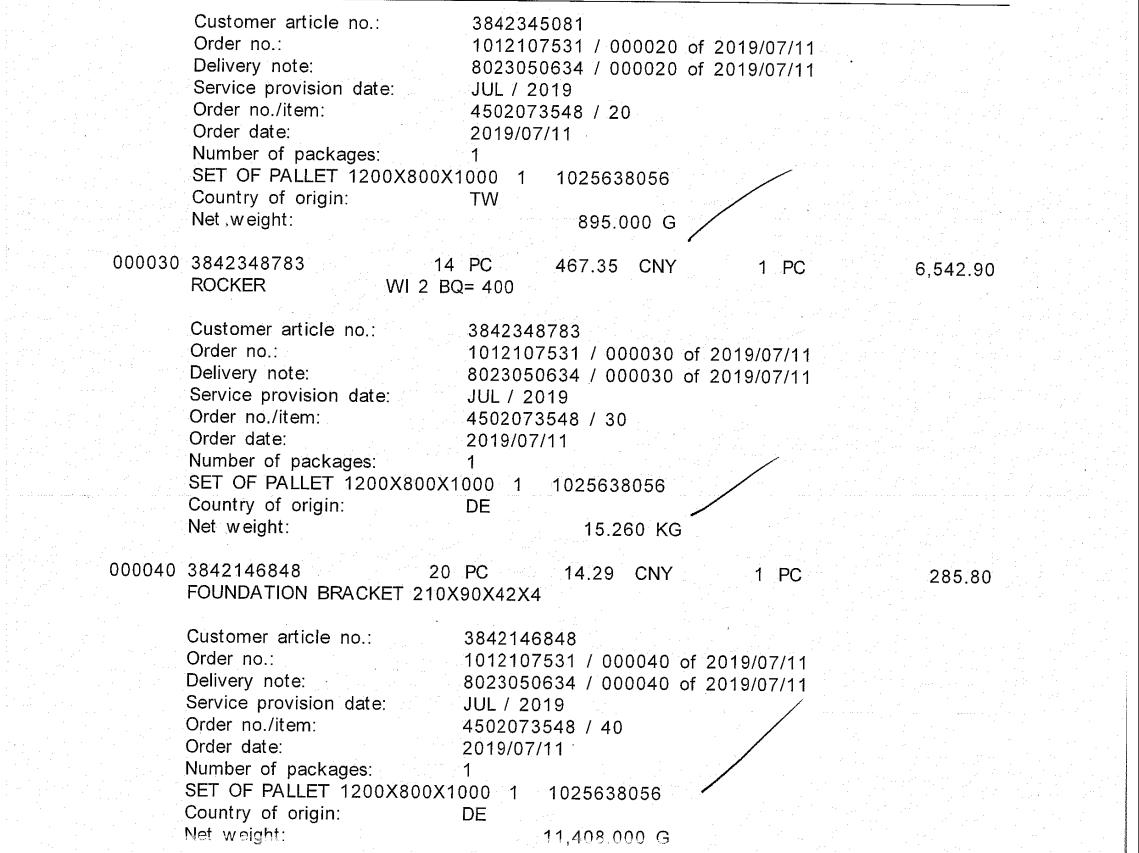 Customer article no.: 3842345081
Order no.: 1012107531 / 000020 of 2019/07/11
Delivery note: 8023050634 / 000020 of 2019/07/11
Service provision date: JUL / 2019
Order no./item: 4502073548 / 20
Order date: 2019/07/11
Number of packages: 1
SET OF PALLET 1200X800X1000 1 1025638056
Country of origin: TW
Net weight: 895.000 G
000030 3842348783 14 PC 467.35 CNY 1 PC 6,542.90
ROCKER WI 2 BQ= 400
Customer article no.: 3842348783
Order no.: 1012107531 / 000030 of 2019/07/11
Delivery note: 8023050634 / 000030 of 2019/07/11
Service provision date: JUL / 2019
Order no./item: 4502073548 / 30
Order date: 2019/07/11
Number of packages: 1
SET OF PALLET 1200X800X1000 1 1025638056
Country of origin: DE
Net weight: 15.260 KG
000040 3842146848 20 PC 14.29 CNY 1 PC 285.80
FOUNDATION BRACKET 210X90X42X4
Customer article no.: 3842146848
Order no.: 1012107531 / 000040 of 2019/07/11
Delivery note: 8023050634 / 000040 of 2019/07/11
Service provision date: JUL / 2019
Order no./item: 4502073548 / 40
Order date: 2019/07/11
Number of packages: 1
SET OF PALLET 1200X800X1000 1 1025638056
Country of origin: DE
Net weight: 11,408.000 G